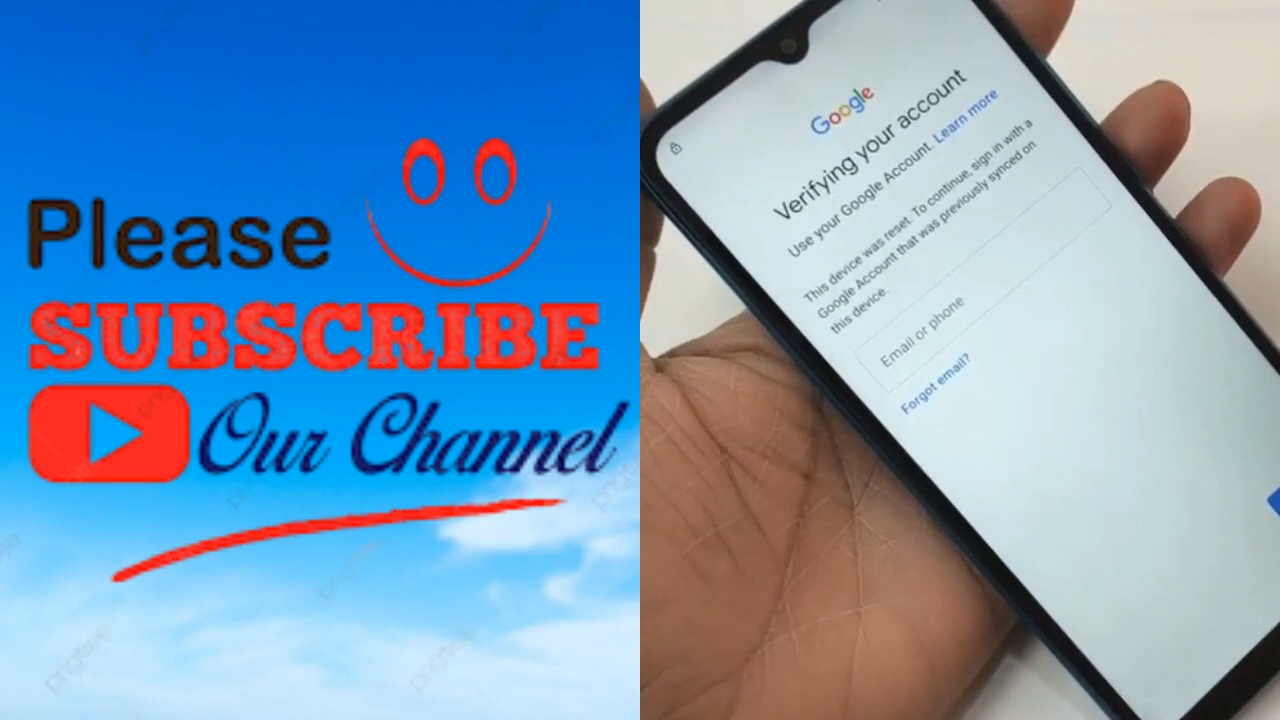 Please
SUBSCRIBE
Our Channel
Google
Verifying your account
Use your Google Account. Learn more
This device was reset. To continue, sign in with a
Google Account that was previously synced on
this device.
Email or phone
Forgot email?